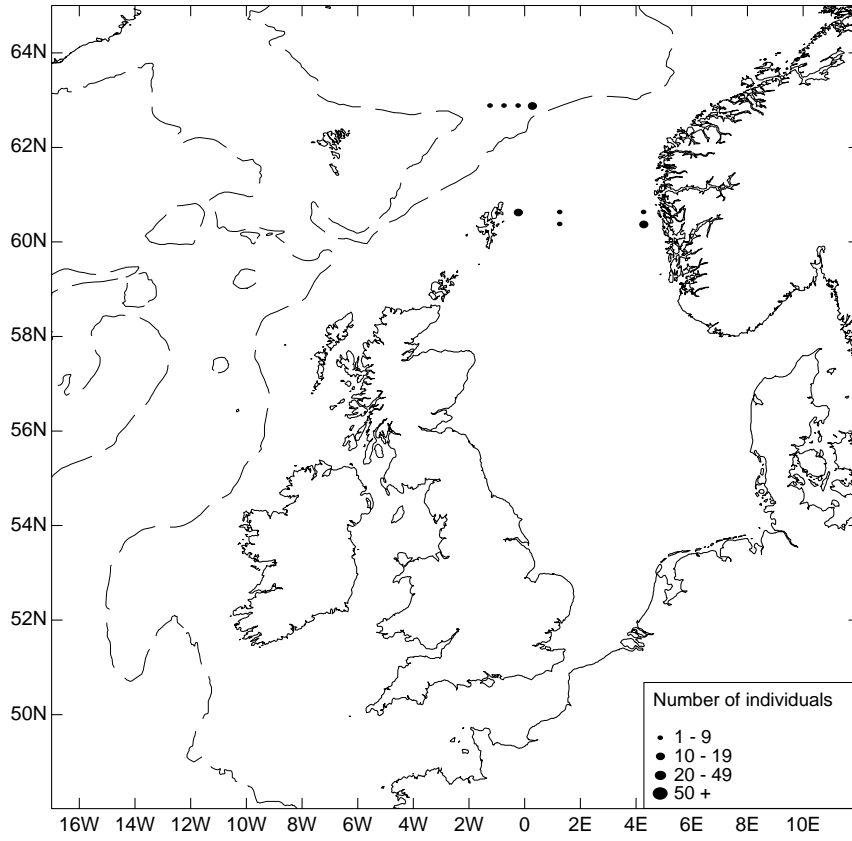 64N
62N
60N
58N
56N
54N
52N
50N
Number of individuals
1 - 9
10 - 19
20 - 49
50 +
16W 14W 12W 10W 8W 6W 4W 2W 0 2E 4E 6E 8E 10E